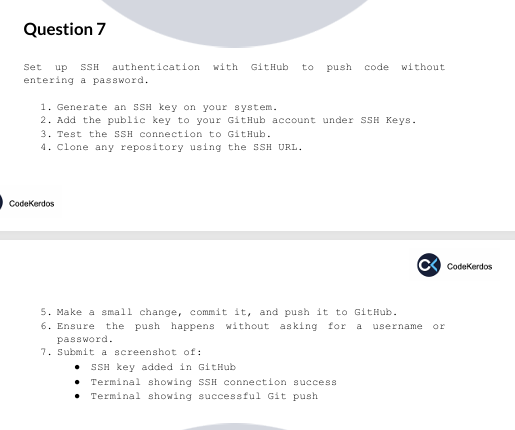 Question 7
Set up SSH authentication with GitHub to push code without
entering a password.
1. Generate an SSH key on your system.
2. Add the public key to your GitHub account under SSH Keys.
3. Test the SSH connection to GitHub.
4. Clone any repository using the SSH URL.
CodeKerdos
CodeKerdos
5. Make a small change, commit it, and push it to GitHub.
6. Ensure the push happens without asking for a username or
password.
7. Submit a screenshot of:
● SSH key added in GitHub
● Terminal showing SSH connection success
● Terminal showing successful Git push